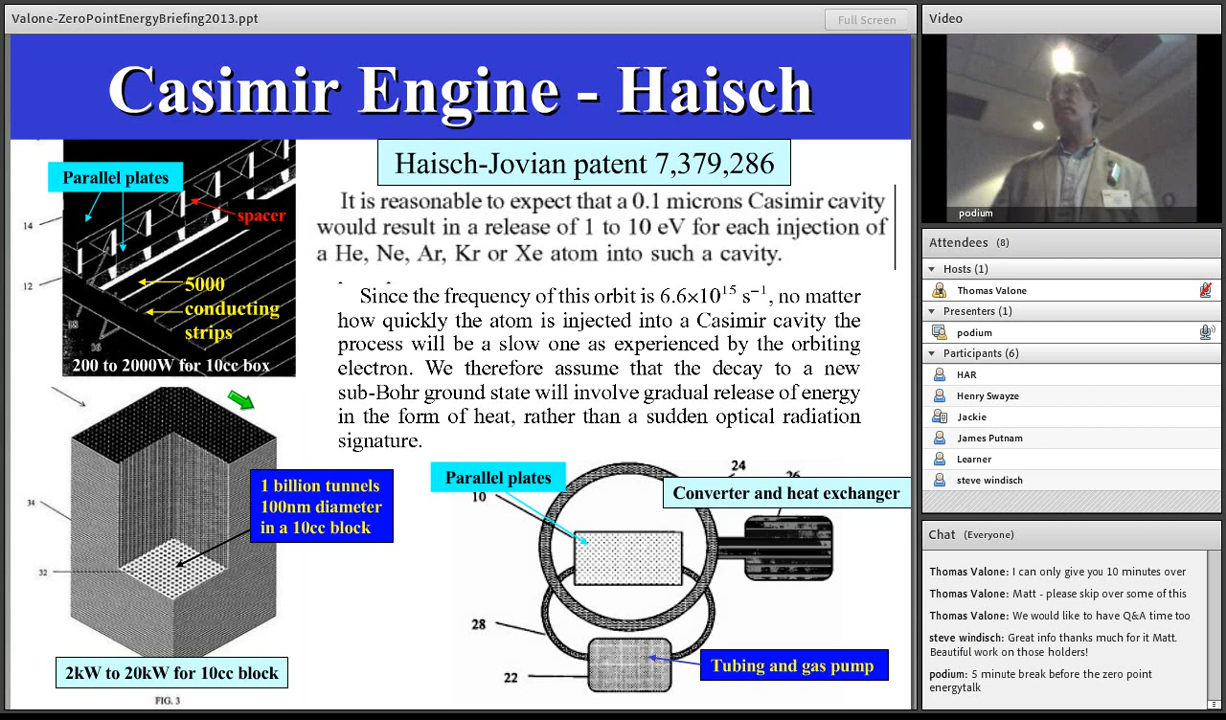 Valone-ZeroPointEnergyBriefing2013.ppt
Full Screen
Casimir Engine - Haisch
Parallel plates
spacer
14
12
5000
conducting
strips
200 to 2000W for 10cc box
Haisch-Jovian patent 7,379,286
It is reasonable to expect that a 0.1 microns Casimir cavity
would result in a release of 1 to 10 eV for each injection of
a He, Ne, Ar, Kr or Xe atom into such a cavity.
Since the frequency of this orbit is 6.6×10¹⁵ s⁻¹, no matter
how quickly the atom is injected into a Casimir cavity the
process will be a slow one as experienced by the orbiting
electron. We therefore assume that the decay to a new
sub-Bohr ground state will involve gradual release of energy
in the form of heat, rather than a sudden optical radiation
signature.
1 billion tunnels
100nm diameter
in a 10cc block
34
32
2kW to 20kW for 10cc block
FIG. 3
Parallel plates
10
24
26
Converter and heat exchanger
28
22
Tubing and gas pump
Video
podium
Attendees (8)
Hosts (1)
Thomas Valone
Presenters (1)
podium
Participants (6)
HAR
Henry Swayze
Jackie
James Putnam
Learner
steve windisch
Chat (Everyone)
Thomas Valone: I can only give you 10 minutes over
Thomas Valone: Matt - please skip over some of this
Thomas Valone: We would like to have Q&A time too
steve windisch: Great info thanks much for it Matt.
Beautiful work on those holders!
podium: 5 minute break before the zero point
energytalk